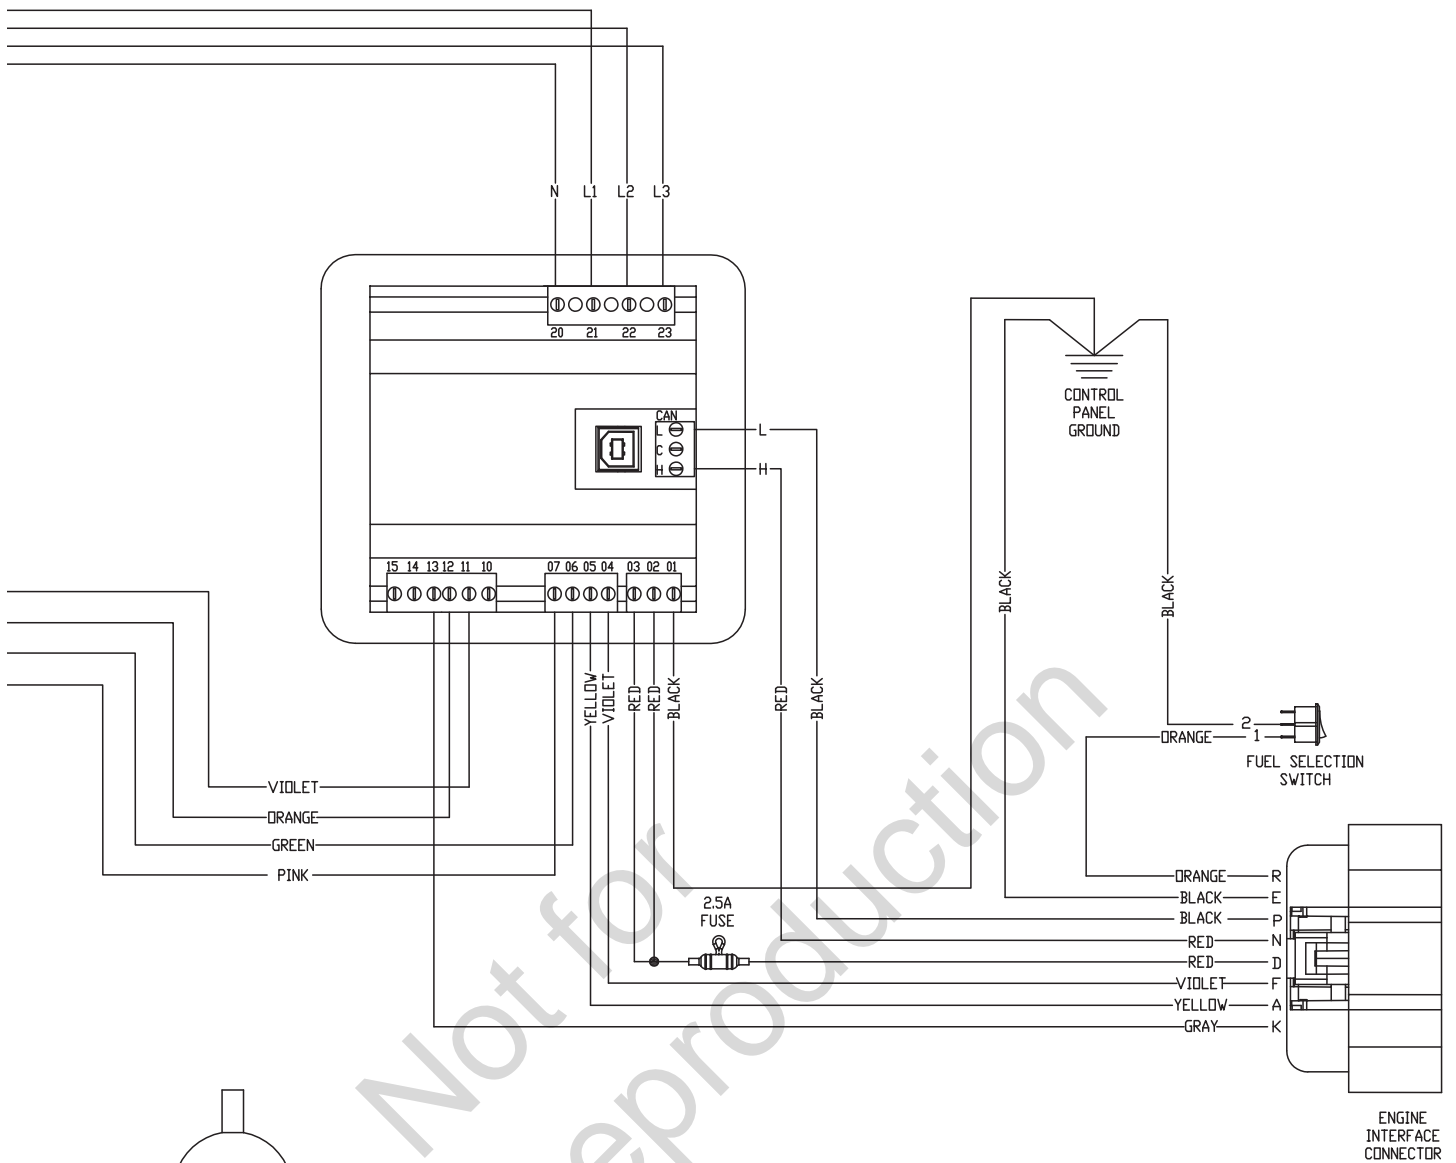 N L1 L2 L3
20 21 22 23
CAN
L
C
H
L
H
15 14 13 12 11 10 07 06 05 04 03 02 01
CONTROL
PANEL
GROUND
BLACK
BLACK
YELLOW
VIOLET
RED
RED
BLACK
RED
BLACK
2
ORANGE 1
FUEL SELECTION
SWITCH
VIOLET
ORANGE
GREEN
PINK
2.5A
FUSE
ORANGE R
BLACK E
BLACK P
RED N
RED D
VIOLET F
YELLOW A
GRAY K
ENGINE
INTERFACE
CONNECTOR
Not for
eproduction